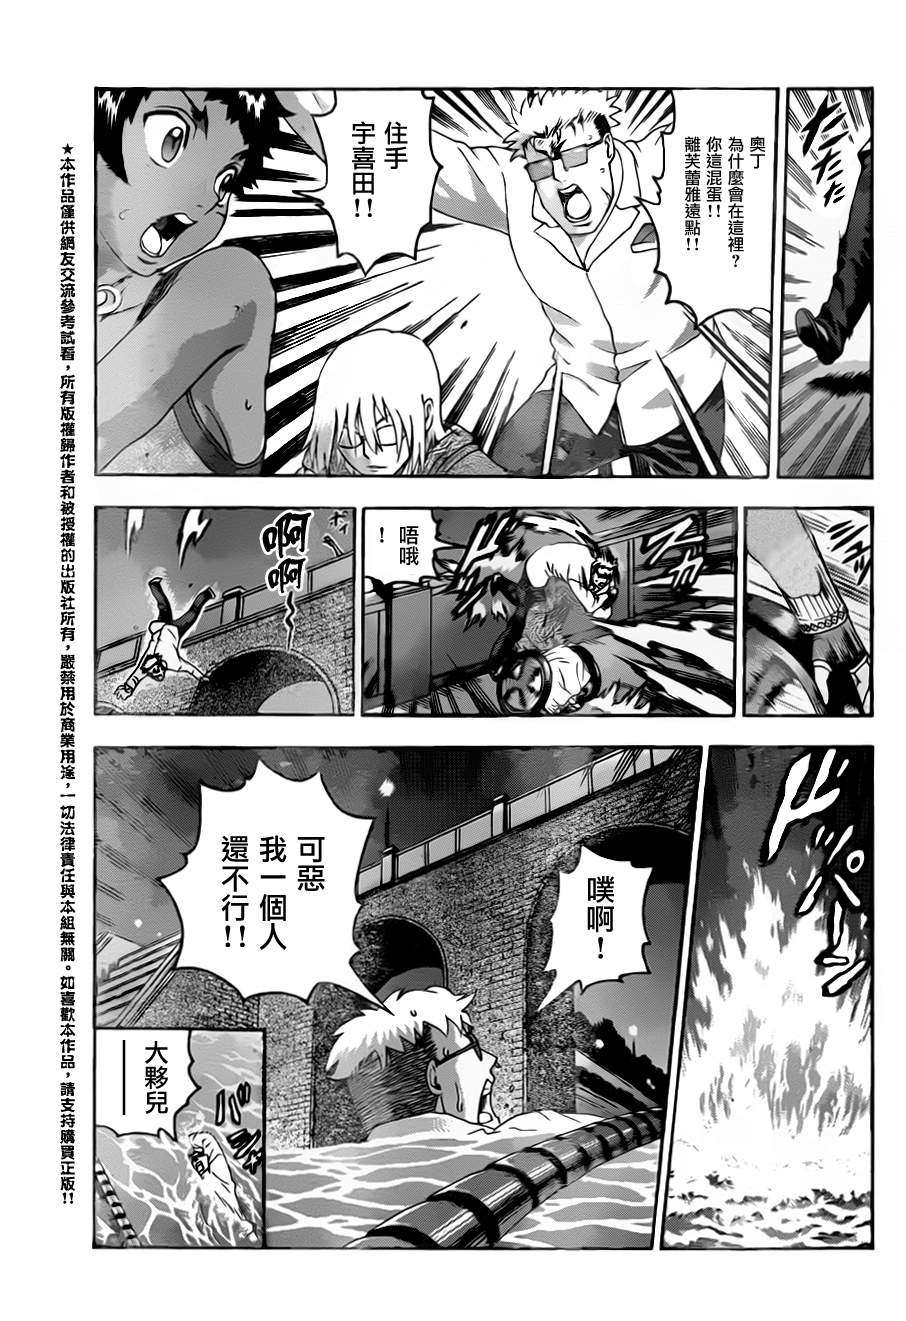 奧丁
為什麼會在這裡？
你這混蛋！！
離芙蕾雅遠點！！
住手
宇喜田！！
唔哦
！
啊
啊
噗啊！
可惡
我一個人
還不行！！
大夥兒
——
★本作品僅供網友交流參考試看，所有版權歸作者和被授權的出版社所有，嚴禁用於商業用途，一切法律責任與本組無關。如喜歡本作品，請支持購買正版！！